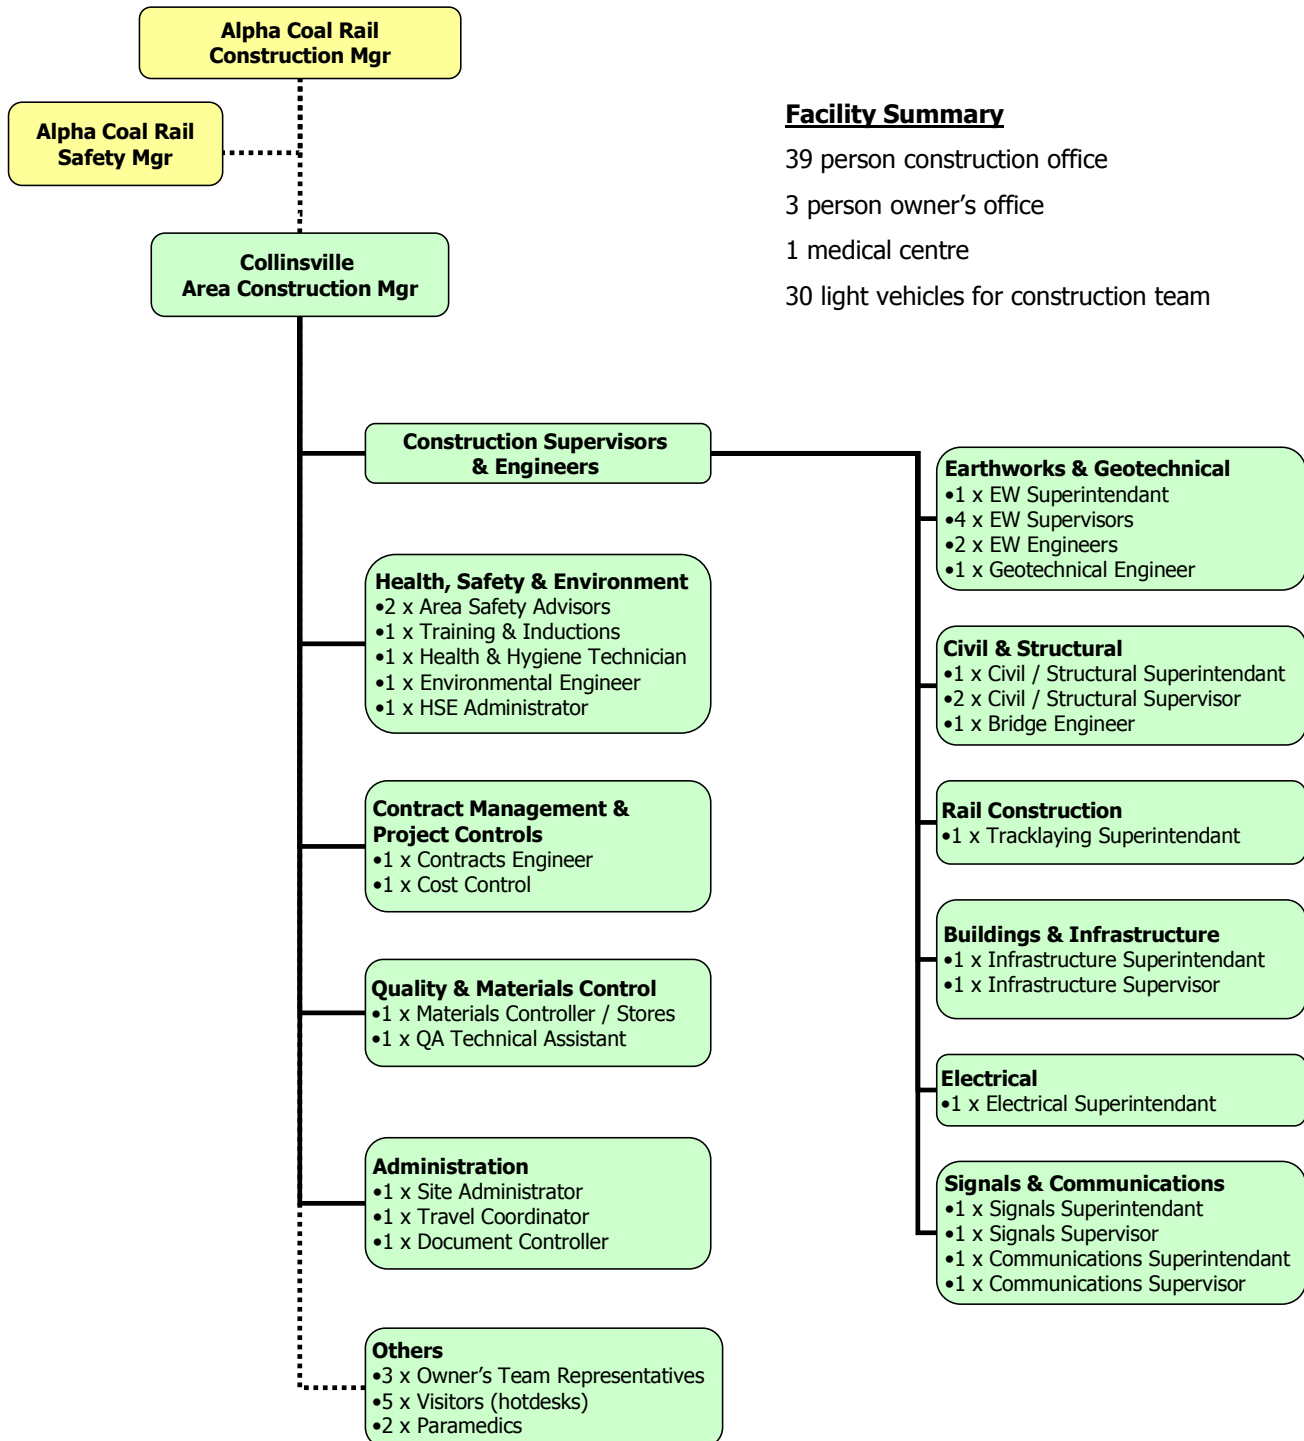 Alpha Coal Rail
Construction Mgr
Alpha Coal Rail
Safety Mgr
Collinsville
Area Construction Mgr
Facility Summary
39 person construction office
3 person owner’s office
1 medical centre
30 light vehicles for construction team
Construction Supervisors
& Engineers
Health, Safety & Environment
•2 x Area Safety Advisors
•1 x Training & Inductions
•1 x Health & Hygiene Technician
•1 x Environmental Engineer
•1 x HSE Administrator
Contract Management &
Project Controls
•1 x Contracts Engineer
•1 x Cost Control
Quality & Materials Control
•1 x Materials Controller / Stores
•1 x QA Technical Assistant
Administration
•1 x Site Administrator
•1 x Travel Coordinator
•1 x Document Controller
Others
•3 x Owner’s Team Representatives
•5 x Visitors (hotdesks)
•2 x Paramedics
Earthworks & Geotechnical
•1 x EW Superintendant
•4 x EW Supervisors
•2 x EW Engineers
•1 x Geotechnical Engineer
Civil & Structural
•1 x Civil / Structural Superintendant
•2 x Civil / Structural Supervisor
•1 x Bridge Engineer
Rail Construction
•1 x Tracklaying Superintendant
Buildings & Infrastructure
•1 x Infrastructure Superintendant
•1 x Infrastructure Supervisor
Electrical
•1 x Electrical Superintendant
Signals & Communications
•1 x Signals Superintendant
•1 x Signals Supervisor
•1 x Communications Superintendant
•1 x Communications Supervisor